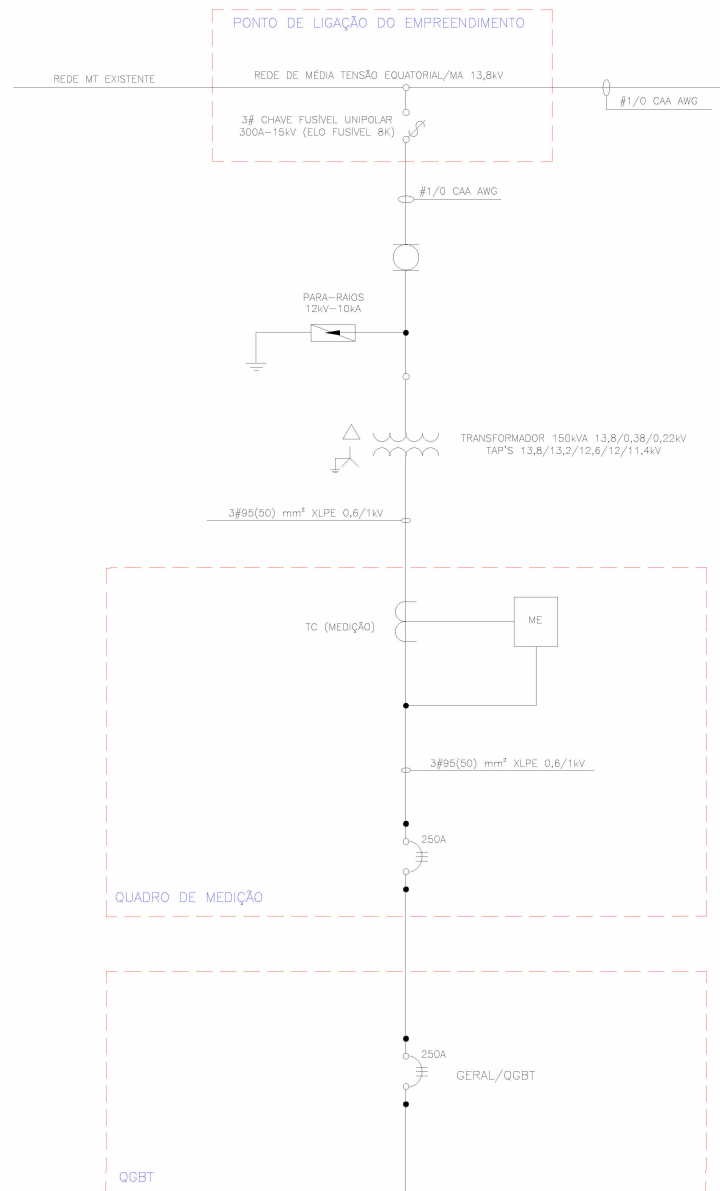 PONTO DE LIGAÇÃO DO EMPREENDIMENTO
REDE MT EXISTENTE
REDE DE MÉDIA TENSÃO EQUATORIAL/MA 13,8kV
#1/0 CAA AWG
3# CHAVE FUSÍVEL UNIPOLAR
300A-15kV (ELO FUSÍVEL 8K)
#1/0 CAA AWG
PARA-RAIOS
12kV-10kA
TRANSFORMADOR 150kVA 13,8/0,38/0,22kV
TAP'S 13,8/13,2/12,6/12/11,4kV
3#95(50) mm² XLPE 0,6/1kV
TC (MEDIÇÃO)
ME
3#95(50) mm² XLPE 0,6/1kV
250A
QUADRO DE MEDIÇÃO
250A
GERAL/QGBT
QGBT